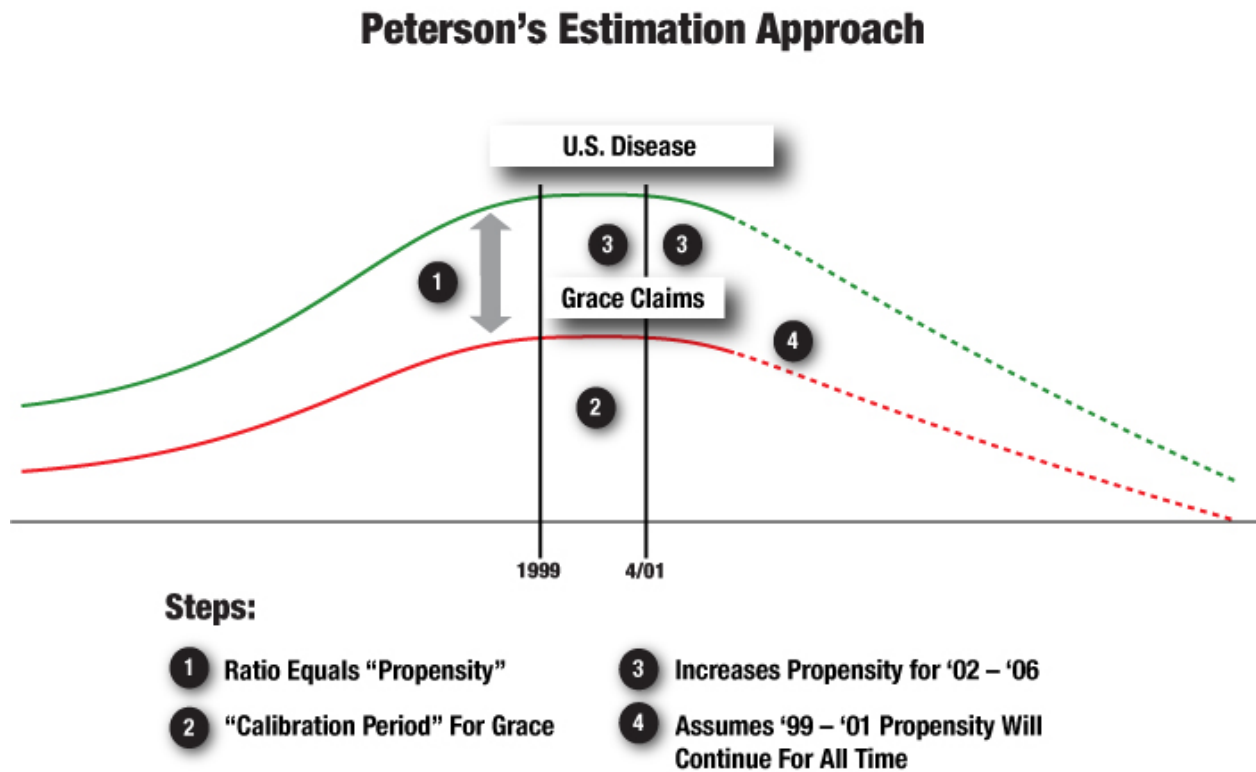 Peterson’s Estimation Approach
U.S. Disease
3 3
1
Grace Claims
4
2
1999 4/01
Steps:
1 Ratio Equals “Propensity”
2 “Calibration Period” For Grace
3 Increases Propensity for ‘02 – ‘06
4 Assumes ‘99 – ‘01 Propensity Will
Continue For All Time